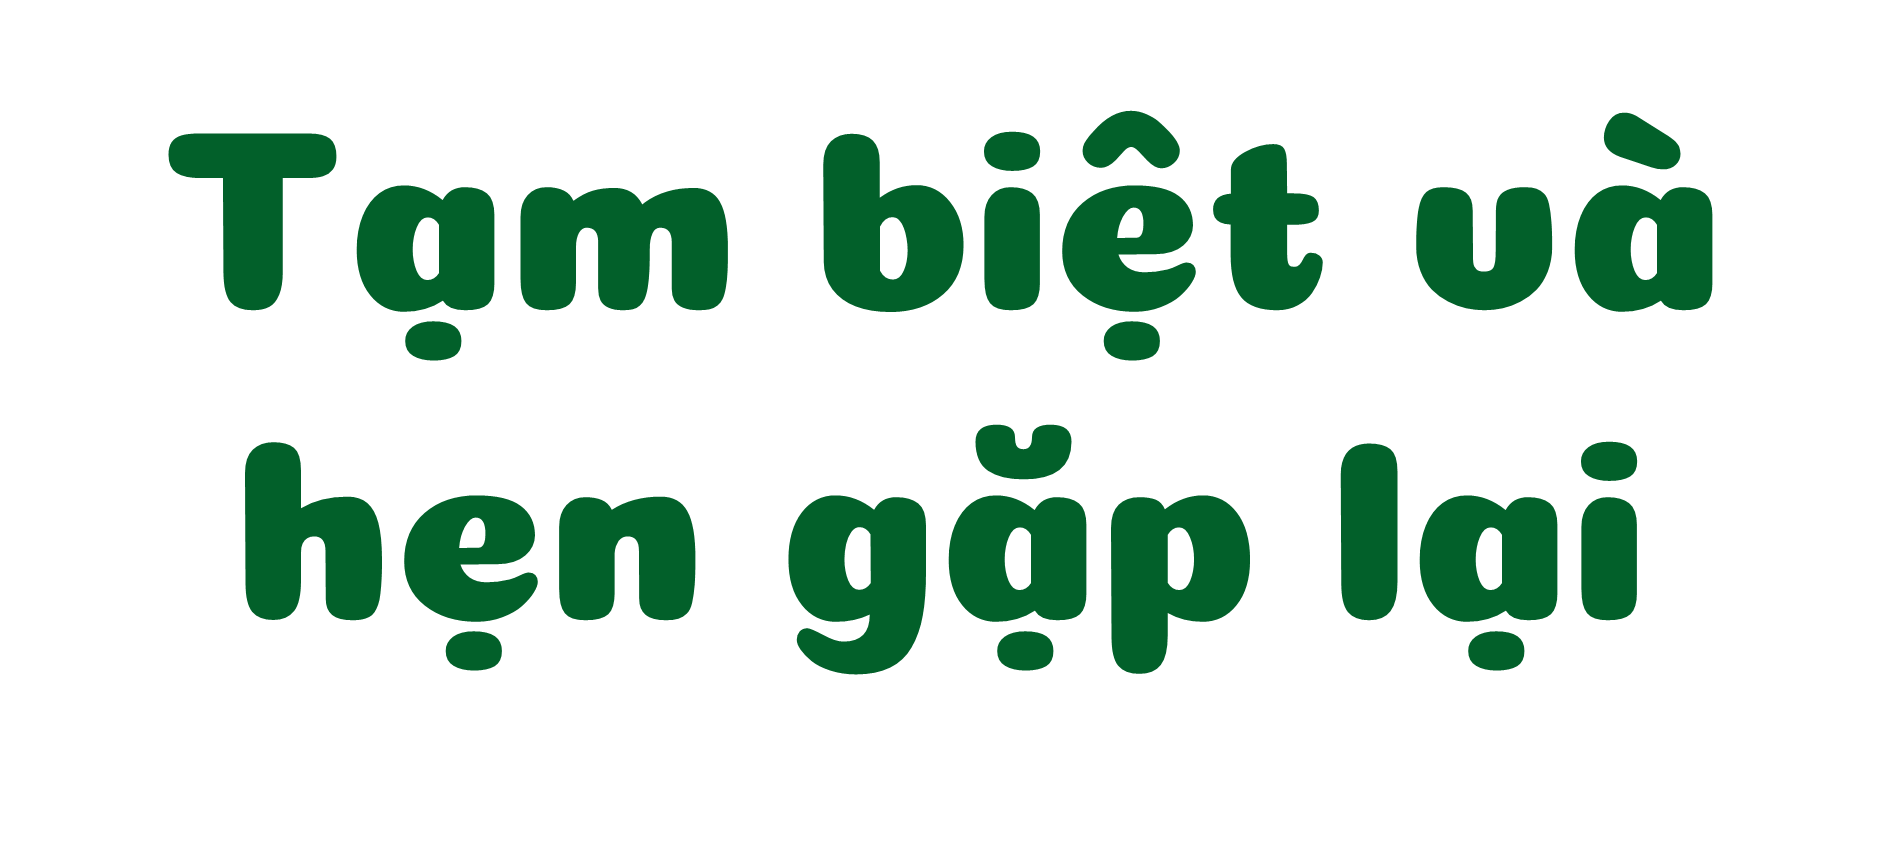 Tạm biệt và
hẹn gặp lại